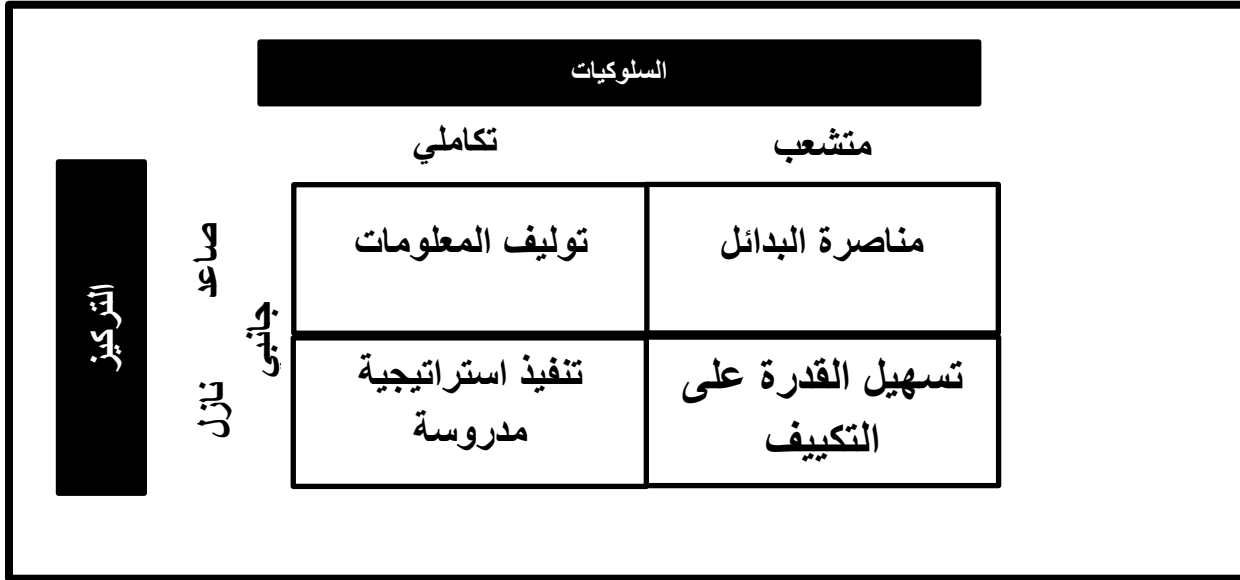 السلوكيات
متشعب
تكاملي
التركيز
صاعد
جانبي
نازل
مناصرة البدائل
توليف المعلومات
تسهيل القدرة على
التكييف
تنفيذ استراتيجية
مدروسة